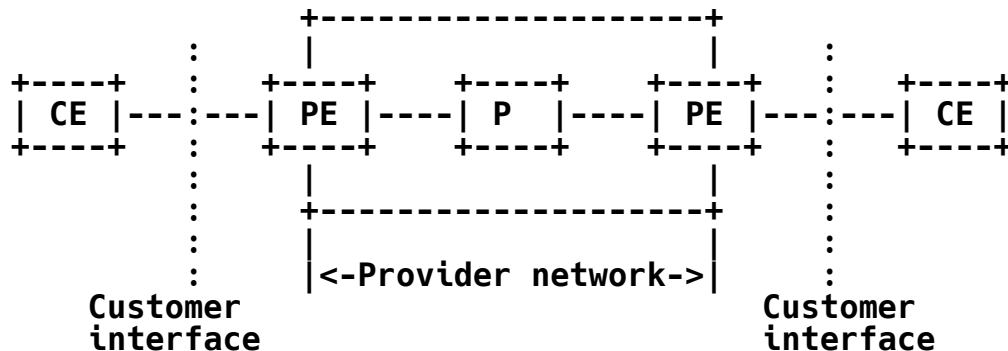 +---------------------+
         :     |                     |     :
+----+   :   +----+    +----+    +----+   :   +----+
| CE |---:---| PE |----| P  |----| PE |---:---| CE |
+----+   :   +----+    +----+    +----+   :   +----+
         :     |                     |     :
         :     +---------------------+     :
         :     |                     |     :
         :     |<-Provider network->|     :
    Customer                           Customer
    interface                          interface